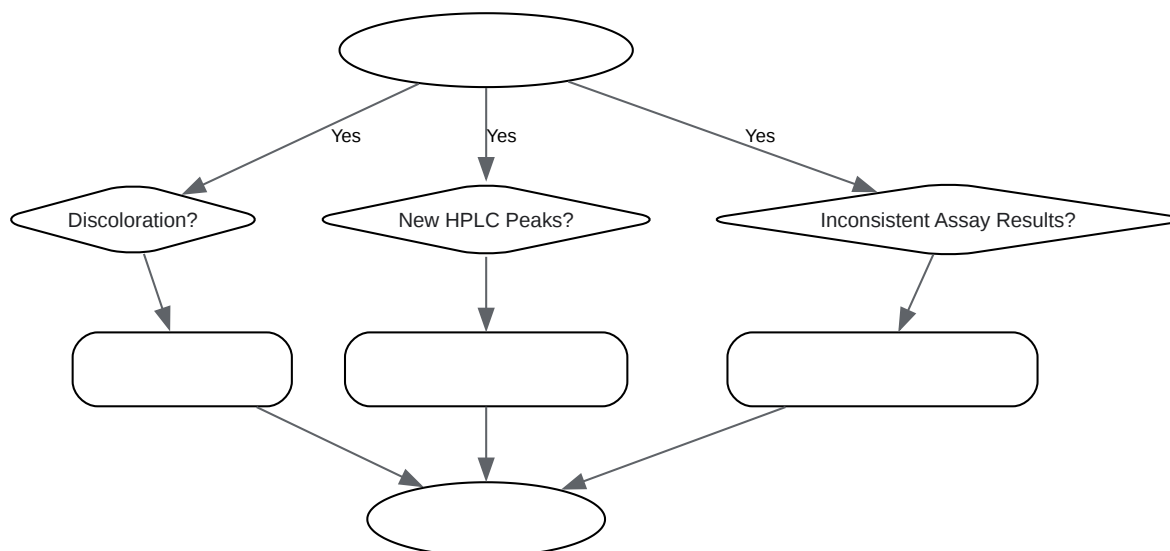 Yes
Yes
Yes
Discoloration?
New HPLC Peaks?
Inconsistent Assay Results?